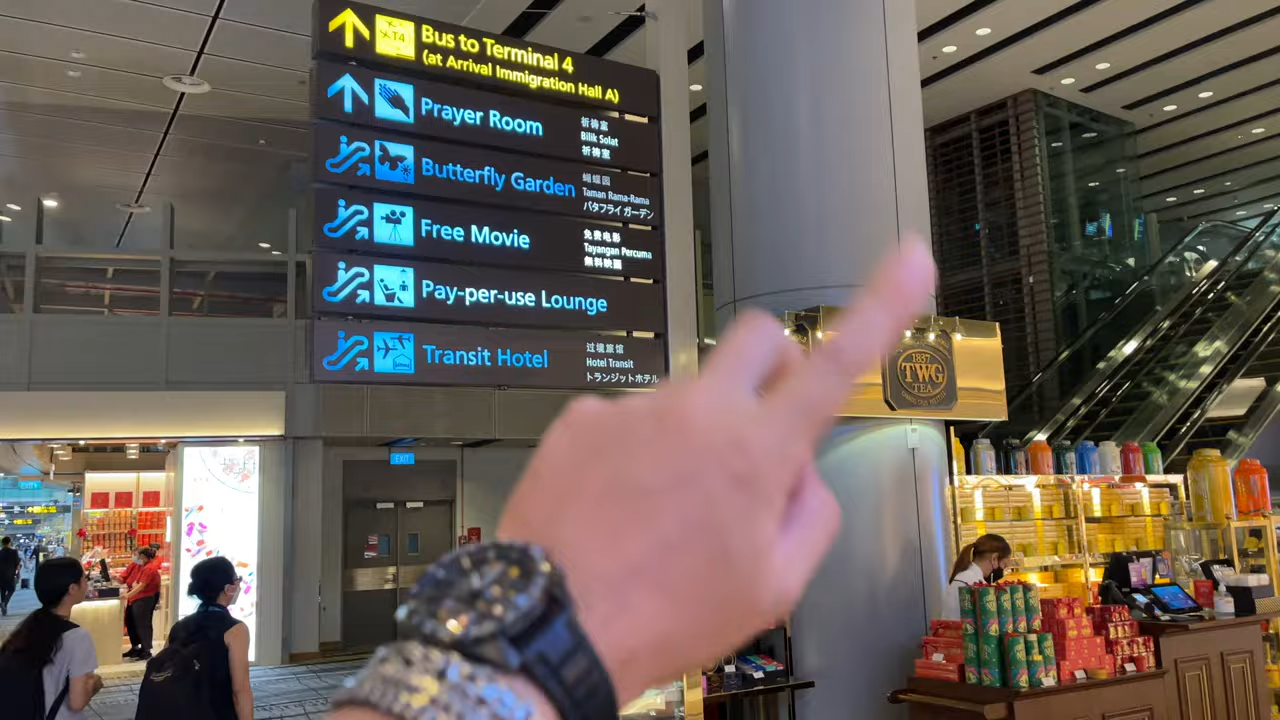 T4
Bus to Terminal 4
(at Arrival Immigration Hall A)
Prayer Room
祈祷室
Bilik Solat
祈祷室
Butterfly Garden
蝴蝶园
Taman Rama-Rama
バタフライ ガーデン
Free Movie
免费电影
Tayangan Percuma
無料映画
Pay-per-use Lounge
Transit Hotel
过境旅馆
Hotel Transit
トランジットホテル
EXIT
1837
TWG
TEA